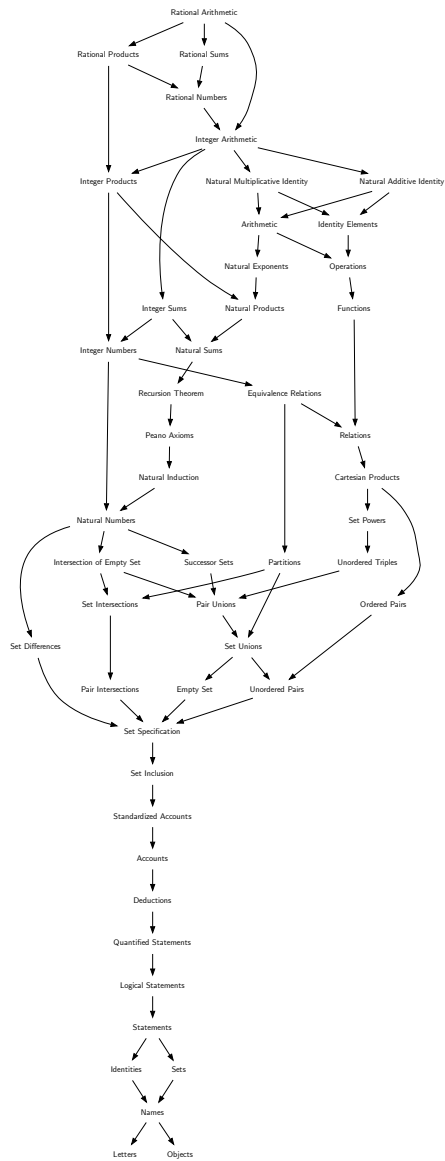 Rational Arithmetic
Rational Products
Rational Sums
Rational Numbers
Integer Arithmetic
Integer Products
Natural Multiplicative Identity
Natural Additive Identity
Arithmetic
Identity Elements
Natural Exponents
Operations
Integer Sums
Natural Products
Functions
Integer Numbers
Natural Sums
Recursion Theorem
Equivalence Relations
Peano Axioms
Relations
Natural Induction
Cartesian Products
Natural Numbers
Set Powers
Intersection of Empty Set
Successor Sets
Partitions
Unordered Triples
Set Intersections
Pair Unions
Ordered Pairs
Set Differences
Set Unions
Pair Intersections
Empty Set
Unordered Pairs
Set Specification
Set Inclusion
Standardized Accounts
Accounts
Deductions
Quantified Statements
Logical Statements
Statements
Identities
Sets
Names
Letters
Objects